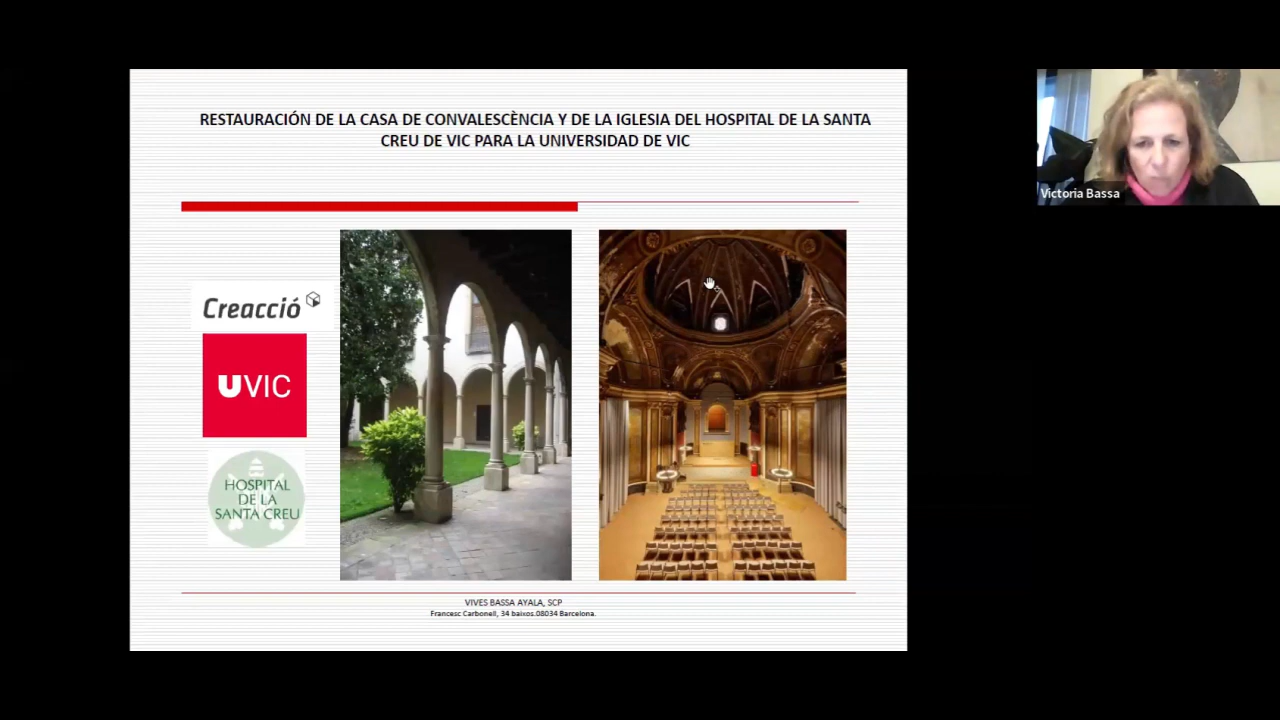 RESTAURACIÓN DE LA CASA DE CONVALESCÈNCIA Y DE LA IGLESIA DEL HOSPITAL DE LA SANTA
CREU DE VIC PARA LA UNIVERSIDAD DE VIC
Victoria Bassa
Creacció
UVIC
HOSPITAL
DE LA
SANTA CREU
VIVES BASSA AYALA, SCP
Francesc Carbonell, 34 baixos.08034 Barcelona.